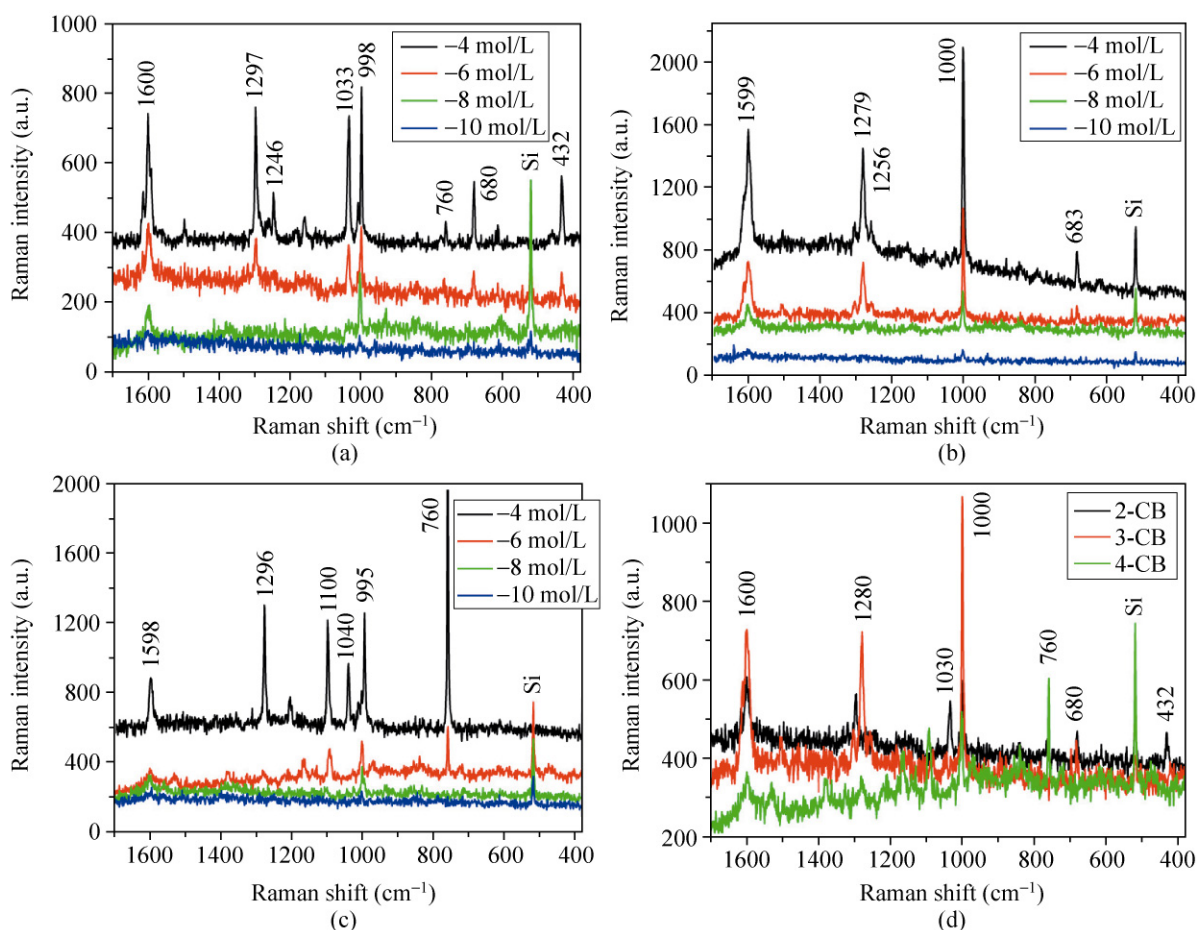 1000
800
600
400
200
0
Raman intensity (a.u.)
1600
1297
1246
1033
998
760
680
Si
432
−4 mol/L
−6 mol/L
−8 mol/L
−10 mol/L
1600 1400 1200 1000 800 600 400
Raman shift (cm⁻¹)
(a)
2000
1600
1200
800
400
0
Raman intensity (a.u.)
1599
1279
1256
1000
683
Si
−4 mol/L
−6 mol/L
−8 mol/L
−10 mol/L
1600 1400 1200 1000 800 600 400
Raman shift (cm⁻¹)
(b)
2000
1600
1200
800
400
0
Raman intensity (a.u.)
1598
1296
1100
1040
995
760
Si
−4 mol/L
−6 mol/L
−8 mol/L
−10 mol/L
1600 1400 1200 1000 800 600 400
Raman shift (cm⁻¹)
(c)
1000
800
600
400
200
Raman intensity (a.u.)
1600
1280
1030
1000
760
680
Si
432
2-CB
3-CB
4-CB
1600 1400 1200 1000 800 600 400
Raman shift (cm⁻¹)
(d)